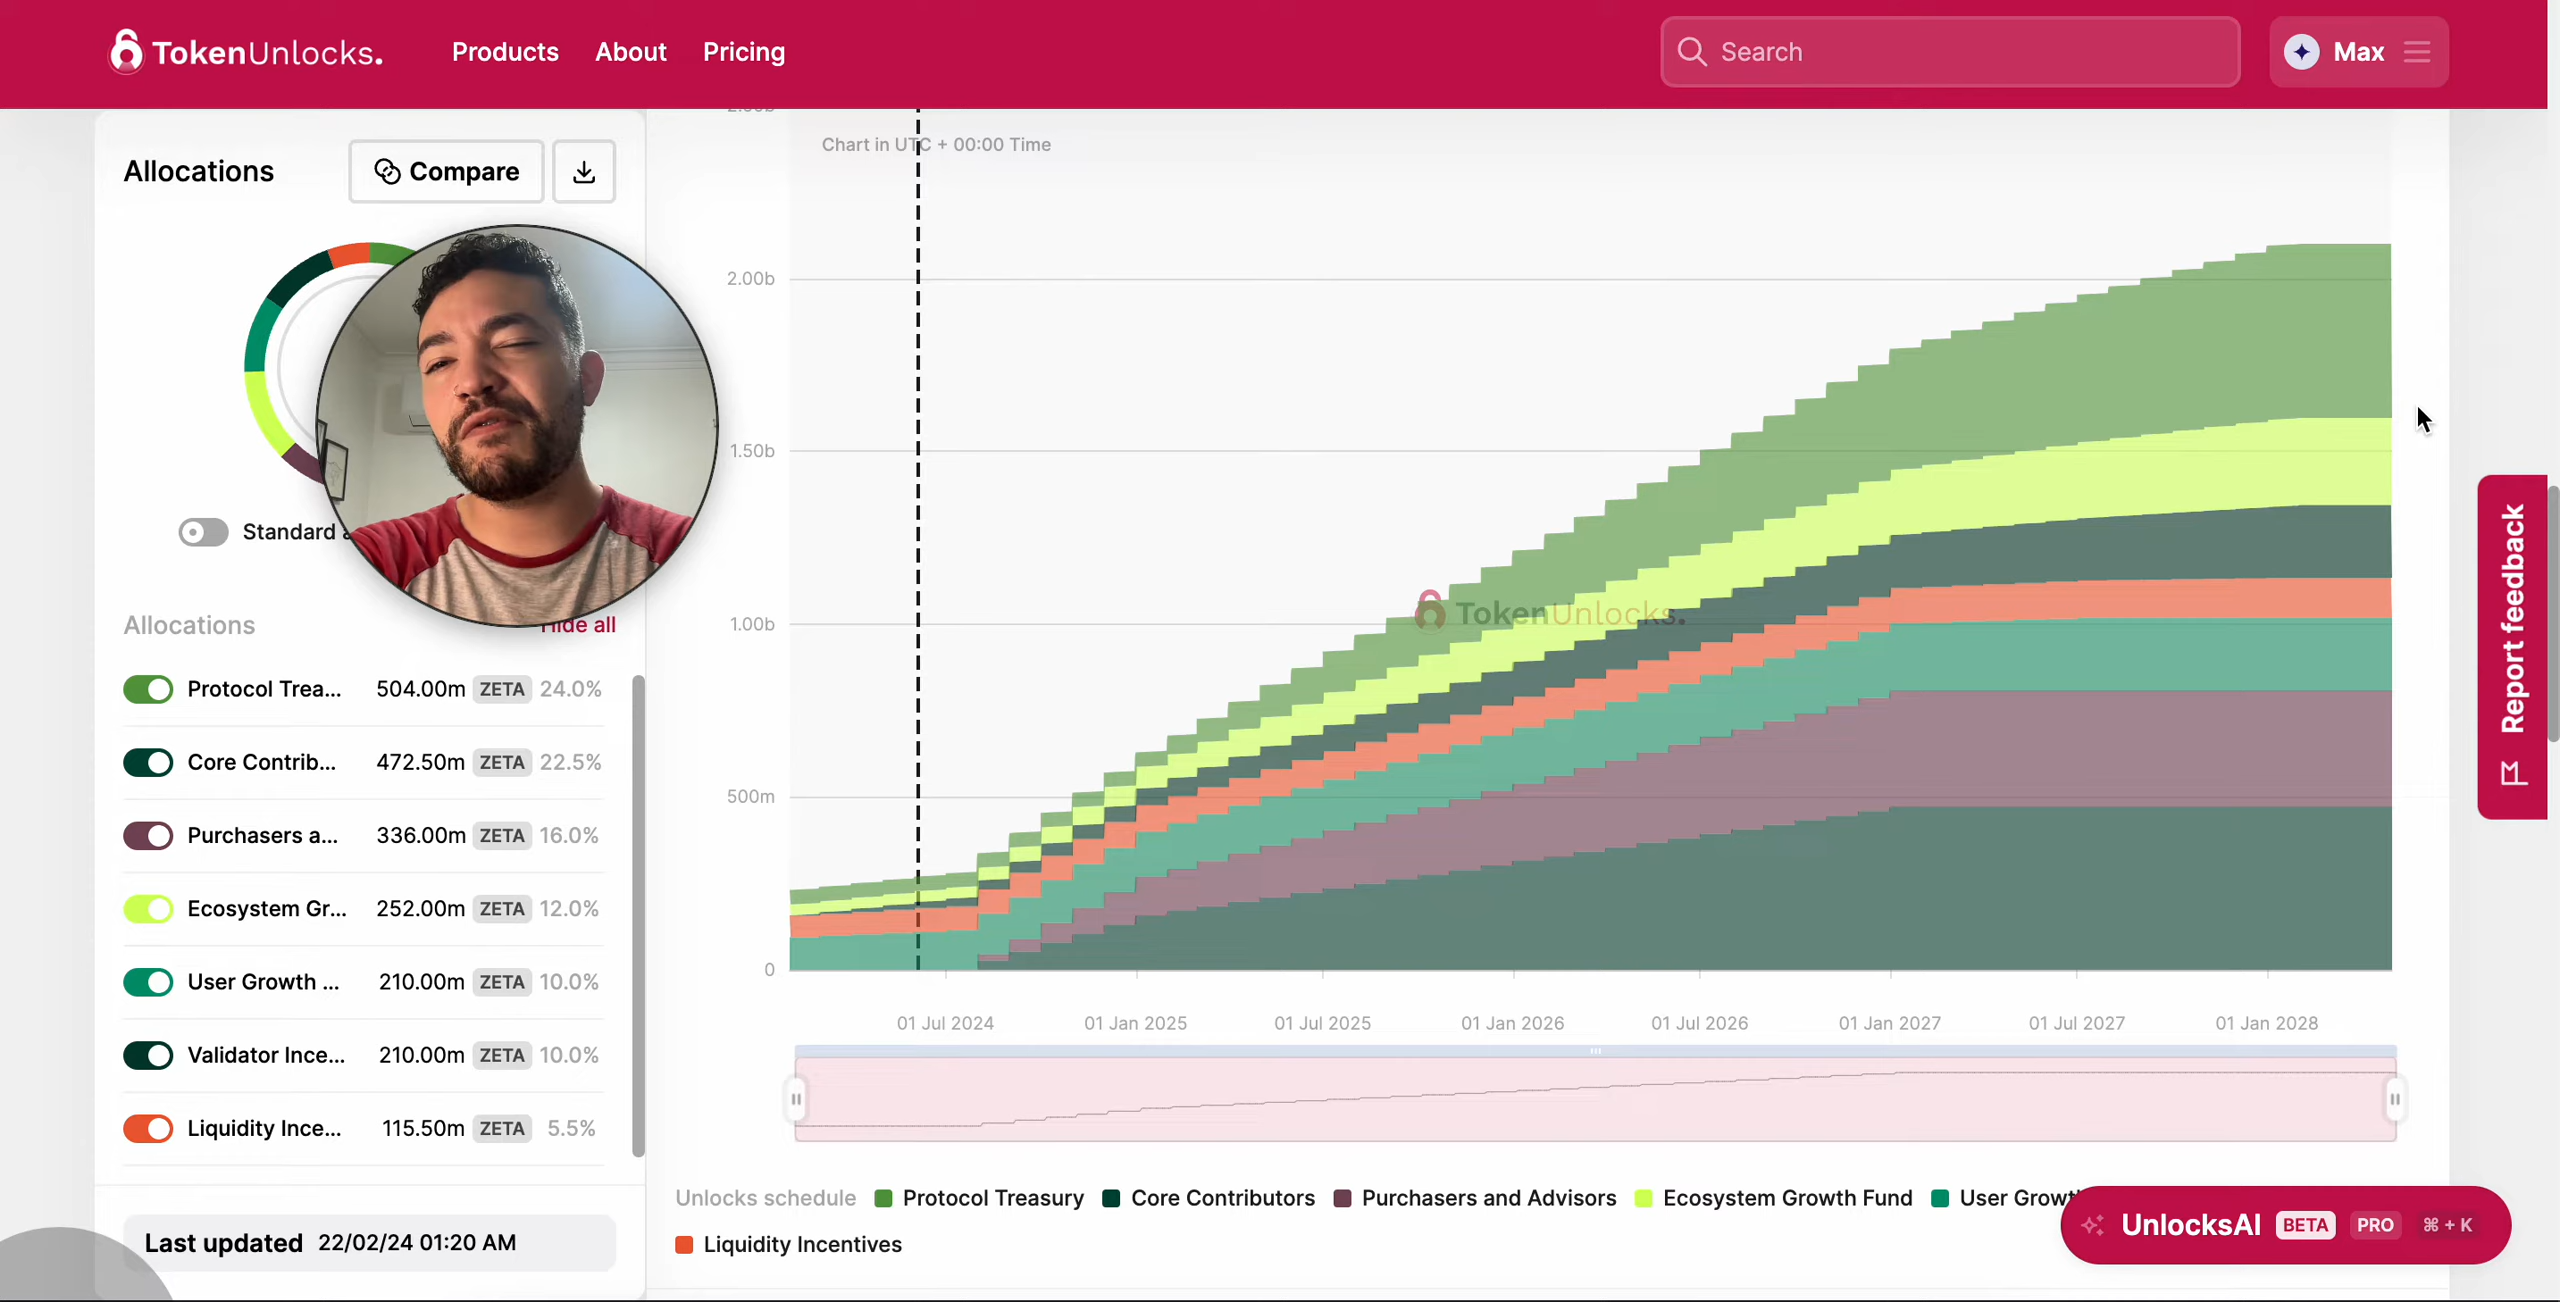 TokenUnlocks. Products About Pricing Search Max
2.00b
Chart in UTC + 00:00 Time
Allocations Compare
2.00b
1.50b
1.00b
500m
0
Standard
Allocations Hide all
Protocol Trea... 504.00m ZETA 24.0%
Core Contrib... 472.50m ZETA 22.5%
Purchasers a... 336.00m ZETA 16.0%
Ecosystem Gr... 252.00m ZETA 12.0%
User Growth ... 210.00m ZETA 10.0%
Validator Ince... 210.00m ZETA 10.0%
Liquidity Ince... 115.50m ZETA 5.5%
Last updated 22/02/24 01:20 AM
TokenUnlocks.
01 Jul 2024 01 Jan 2025 01 Jul 2025 01 Jan 2026 01 Jul 2026 01 Jan 2027 01 Jul 2027 01 Jan 2028
Unlocks schedule Protocol Treasury Core Contributors Purchasers and Advisors Ecosystem Growth Fund User Growt
Liquidity Incentives
Report feedback
UnlocksAI BETA PRO ⌘ + K